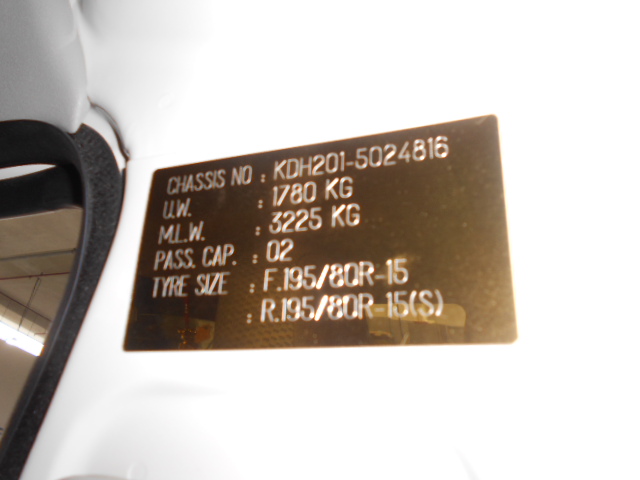 CHASSIS NO : KDH201-5024816
U.W. : 1780 KG
M.L.W. : 3225 KG
PASS. CAP. : 02
TYRE SIZE : F.195/80R-15
: R.195/80R-15(S)